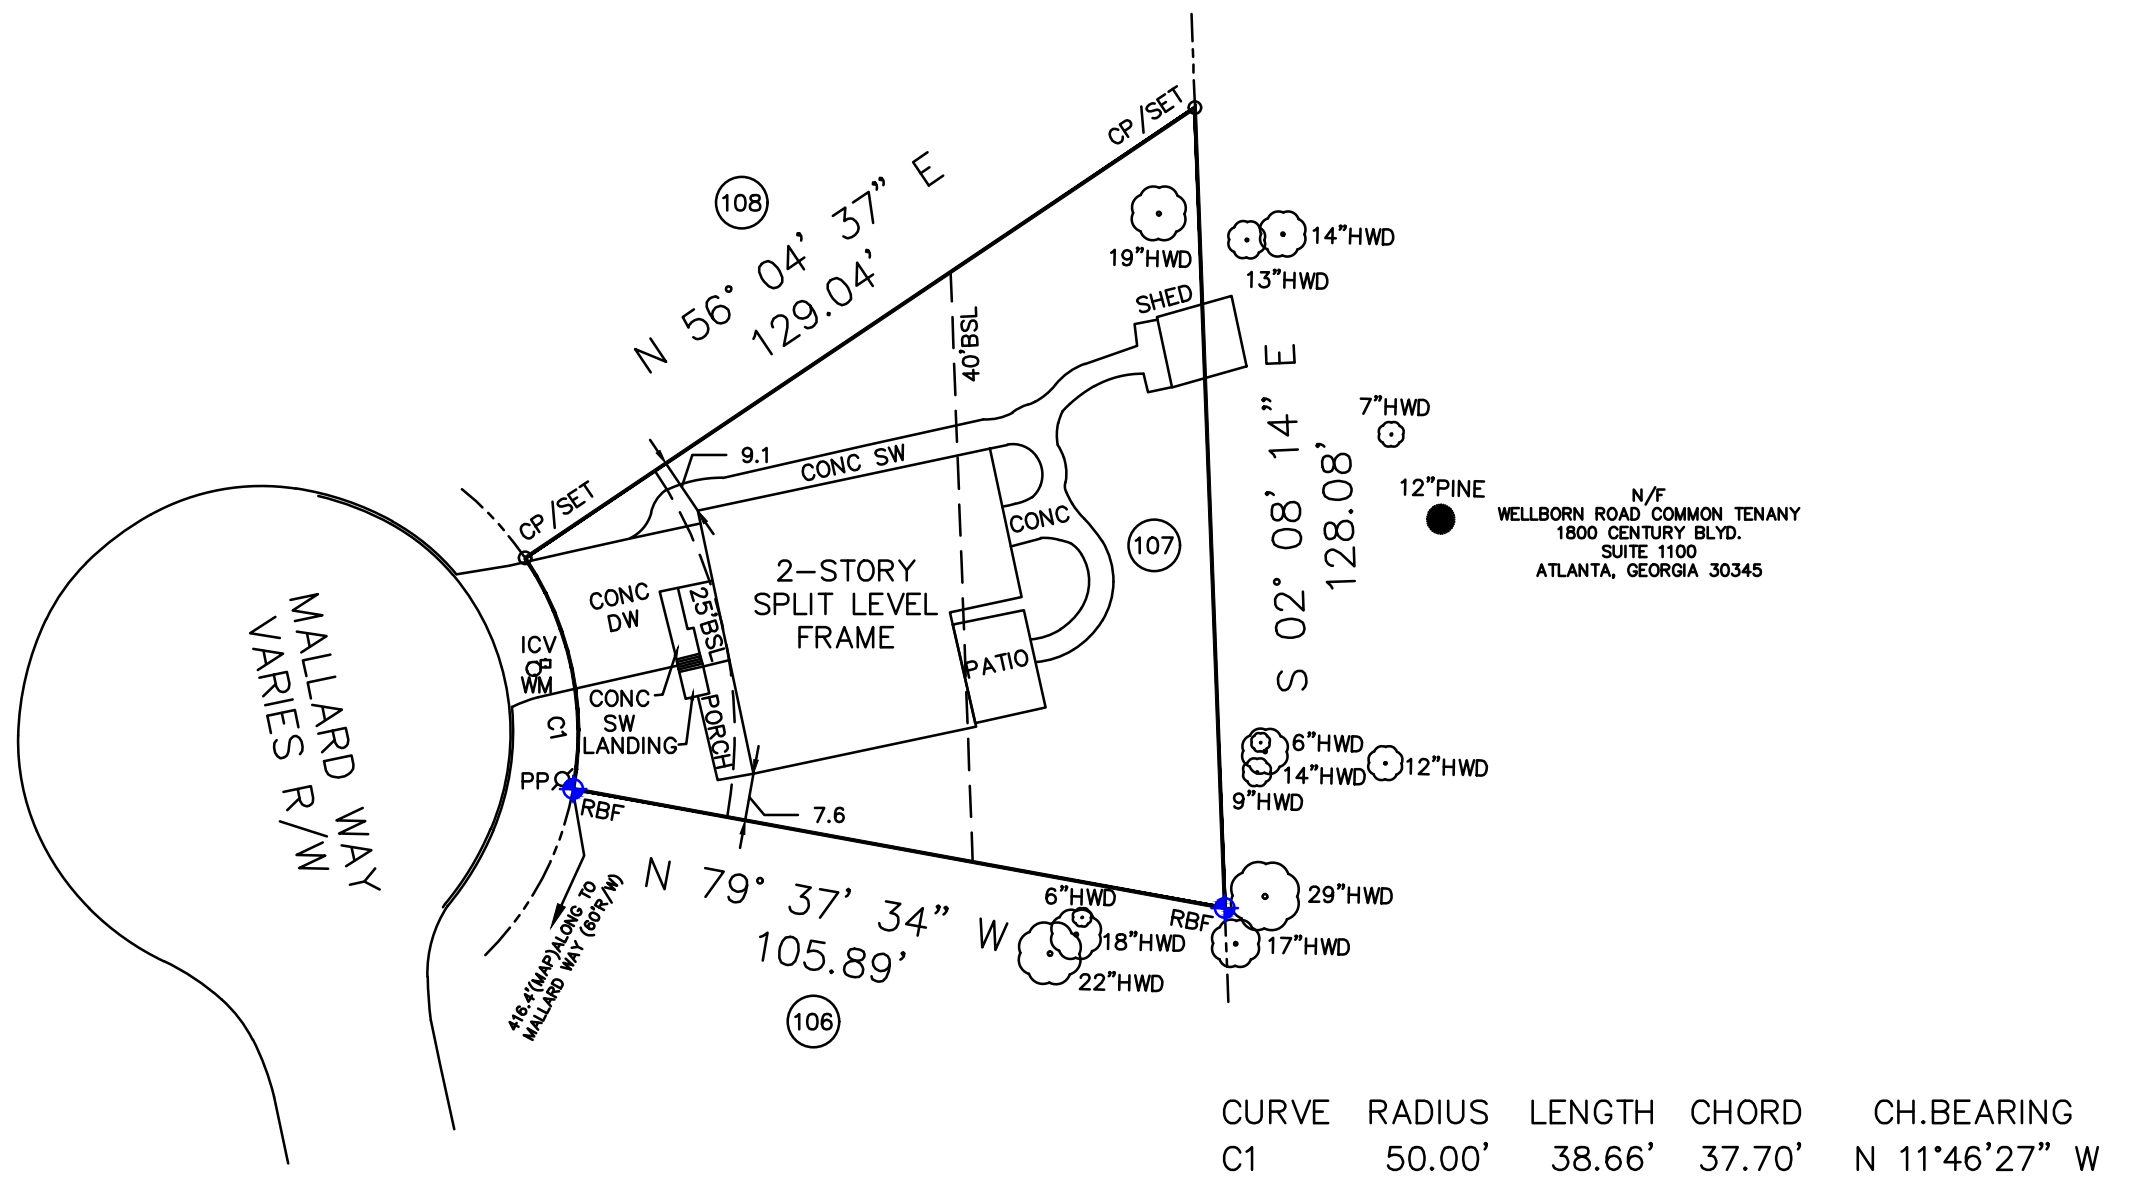 CP/SET
108
N 56° 04' 37" E
129.04'
19"HWD
14"HWD
13"HWD
SHED
40'BSL
S 02° 08' 14" E
128.08'
7"HWD
12"PINE
N/F
WELLBORN ROAD COMMON TENANY
1800 CENTURY BLYD.
SUITE 1100
ATLANTA, GEORGIA 30345
9.1
CONC SW
CP/SET
CONC
107
2-STORY
SPLIT LEVEL
FRAME
CONC
DW
25'BSL
ICV
WM
PATIO
MALLARD WAY
VARIES R/W
CONC
SW
LANDING
PORCH
C1
PP
RBF
7.6
6"HWD
14"HWD
9"HWD
12"HWD
416.4'(MAP)ALONG TO
MALLARD WAY (60'R/W)
N 79° 37' 34" W
105.89'
106
6"HWD
18"HWD
22"HWD
RBF
29"HWD
17"HWD
CURVE RADIUS LENGTH CHORD CH.BEARING
C1 50.00' 38.66' 37.70' N 11°46'27" W